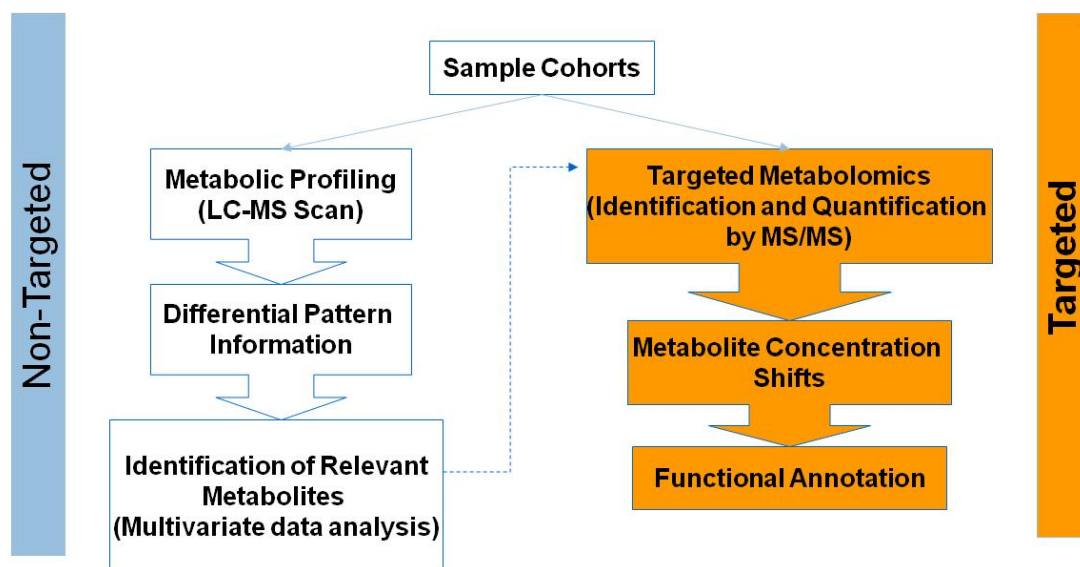 Non-Targeted
Sample Cohorts
Metabolic Profiling
(LC-MS Scan)
Differential Pattern
Information
Identification of Relevant
Metabolites
(Multivariate data analysis)
Targeted Metabolomics
(Identification and Quantification
by MS/MS)
Metabolite Concentration
Shifts
Functional Annotation
Targeted